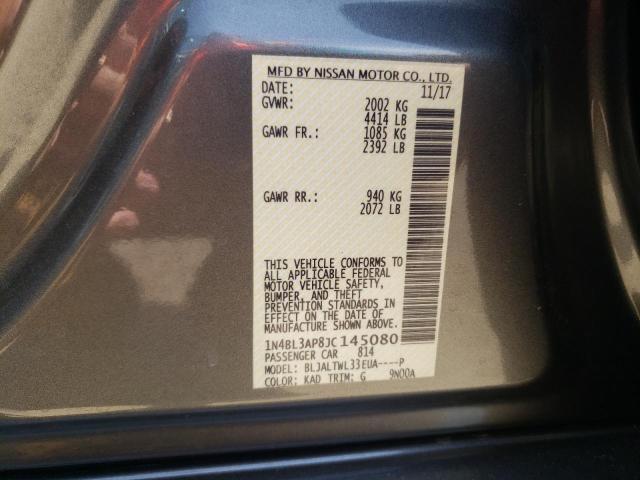 MFD BY NISSAN MOTOR CO., LTD.
DATE: 11/17
GVWR: 2002 KG
4414 LB
GAWR FR.: 1085 KG
2392 LB
GAWR RR.: 940 KG
2072 LB
THIS VEHICLE CONFORMS TO
ALL APPLICABLE FEDERAL
MOTOR VEHICLE SAFETY,
BUMPER, AND THEFT
PREVENTION STANDARDS IN
EFFECT ON THE DATE OF
MANUFACTURE SHOWN ABOVE.
1N4BL3AP8JC145080
PASSENGER CAR 814
MODEL: BLJALTWL33EUA----P
COLOR: KAD TRIM: G 9N00A